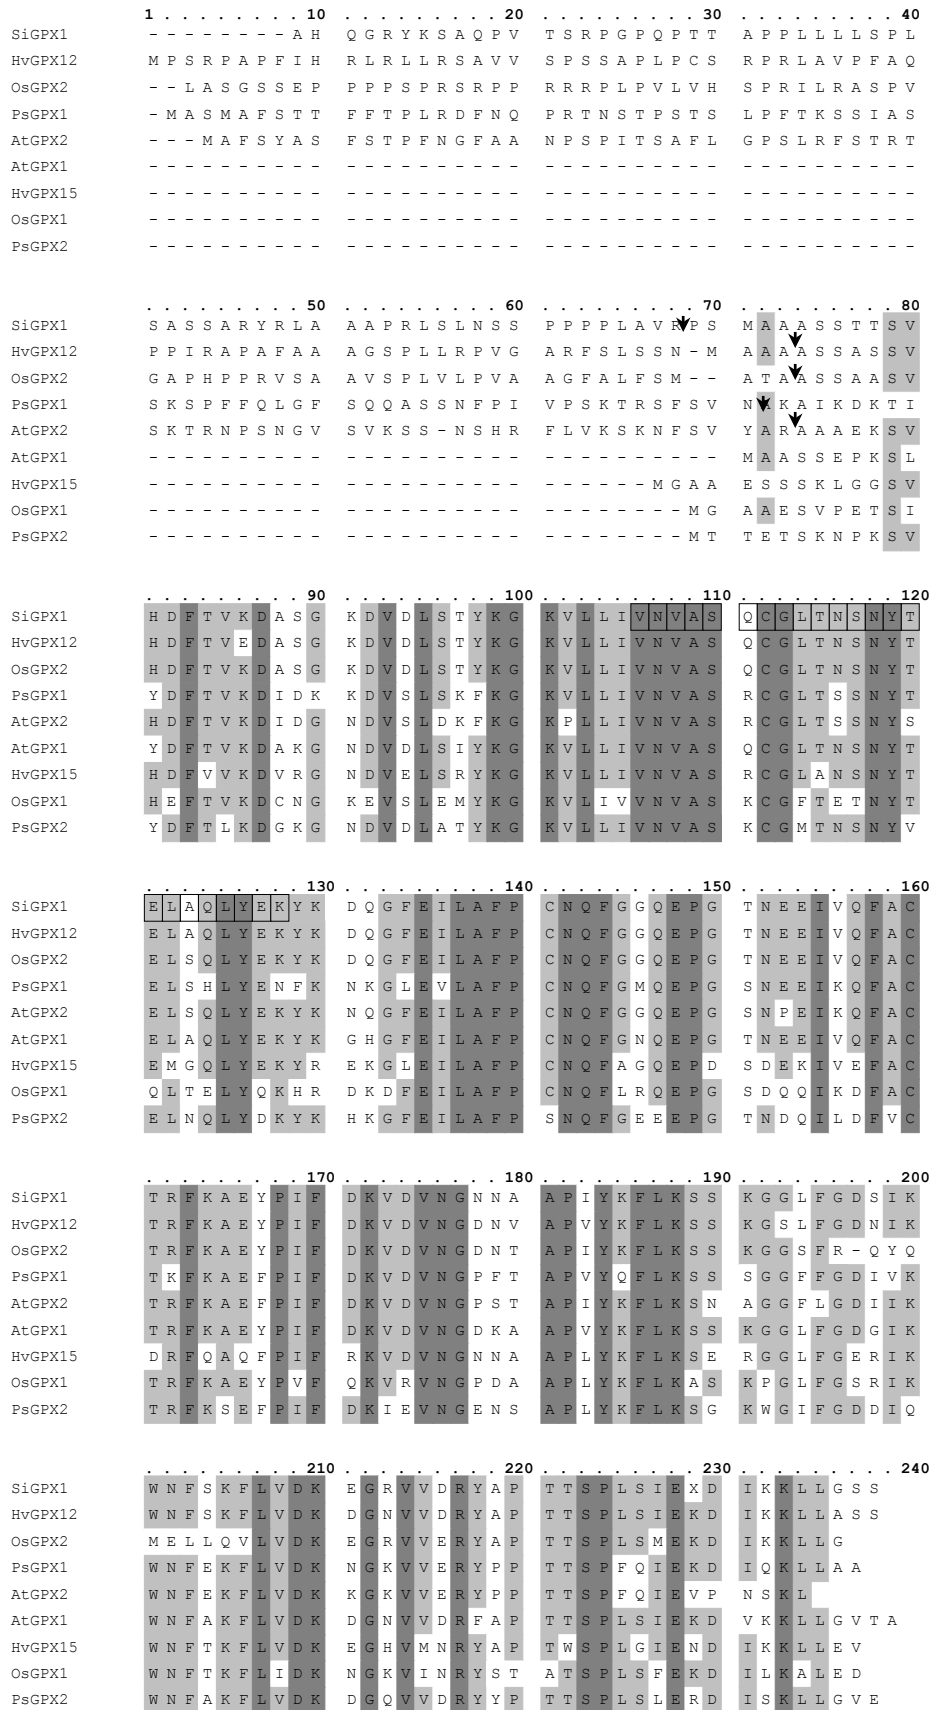 1 . . . . . . . . 10 . . . . . . . . . 20 . . . . . . . . . 30 . . . . . . . . . 40
SiGPX1 - - - - - - - - A H Q G R Y K S A Q P V T S R P G P Q P T T A P P L L L L S P L
HvGPX12 M P S R P A P F I H R L R L L R S A V V S P S S A P L P C S R P R L A V P F A Q
OsGPX2 - - L A S G S S E P P P P S P R S R P P R R R P L P V L V H S P R I L R A S P V
PsGPX1 - M A S M A F S T T F F T P L R D F N Q P R T N S T P S T S L P F T K S S I A S
AtGPX2 - - - M A F S Y A S F S T P F N G F A A N P S P I T S A F L G P S L R F S T R T
AtGPX1 - - - - - - - - - - - - - - - - - - - - - - - - - - - - - - - - - - - - - - - -
HvGPX15 - - - - - - - - - - - - - - - - - - - - - - - - - - - - - - - - - - - - - - - -
OsGPX1 - - - - - - - - - - - - - - - - - - - - - - - - - - - - - - - - - - - - - - - -
PsGPX2 - - - - - - - - - - - - - - - - - - - - - - - - - - - - - - - - - - - - - - - -
. . . . . . . . . 50 . . . . . . . . . 60 . . . . . . . . . 70 . . . . . . . . . 80
SiGPX1 S A S S A R Y R L A A A P R L S L N S S P P P P L A V R P S M A A A S S T T S V
HvGPX12 P P I R A P A F A A A G S P L L R P V G A R F S L S S N - M A A A A S S A S S V
OsGPX2 G A P H P P R V S A A V S P L V L P V A A G F A L F S M - - A T A A S S A A S V
PsGPX1 S K S P F F Q L G F S Q Q A S S N F P I V P S K T R S F S V N A K A I K D K T I
AtGPX2 S K T R N P S N G V S V K S S - N S H R F L V K S K N F S V Y A R A A A E K S V
AtGPX1 - - - - - - - - - - - - - - - - - - - - - - - - - - - - - - M A A S S E P K S L
HvGPX15 - - - - - - - - - - - - - - - - - - - - - - - - - - M G A A E S S S K L G G S V
OsGPX1 - - - - - - - - - - - - - - - - - - - - - - - - - - - - M G A A E S V P E T S I
PsGPX2 - - - - - - - - - - - - - - - - - - - - - - - - - - - - M T T E T S K N P K S V
. . . . . . . . . 90 . . . . . . . . . 100 . . . . . . . . . 110 . . . . . . . . . 120
SiGPX1 H D F T V K D A S G K D V D L S T Y K G K V L L I V N V A S Q C G L T N S N Y T
HvGPX12 H D F T V E D A S G K D V D L S T Y K G K V L L I V N V A S Q C G L T N S N Y T
OsGPX2 H D F T V K D A S G K D V D L S T Y K G K V L L I V N V A S Q C G L T N S N Y T
PsGPX1 Y D F T V K D I D K K D V S L S K F K G K V L L I V N V A S R C G L T S S N Y T
AtGPX2 H D F T V K D I D G N D V S L D K F K G K P L L I V N V A S R C G L T S S N Y S
AtGPX1 Y D F T V K D A K G N D V D L S I Y K G K V L L I V N V A S Q C G L T N S N Y T
HvGPX15 H D F V V K D V R G N D V E L S R Y K G K V L L I V N V A S R C G L A N S N Y T
OsGPX1 H E F T V K D C N G K E V S L E M Y K G K V L I V V N V A S K C G F T E T N Y T
PsGPX2 Y D F T L K D G K G N D V D L A T Y K G K V L L I V N V A S K C G M T N S N Y V
. . . . . . . . . 130 . . . . . . . . . 140 . . . . . . . . . 150 . . . . . . . . . 160
SiGPX1 E L A Q L Y E K Y K D Q G F E I L A F P C N Q F G G Q E P G T N E E I V Q F A C
HvGPX12 E L A Q L Y E K Y K D Q G F E I L A F P C N Q F G G Q E P G T N E E I V Q F A C
OsGPX2 E L S Q L Y E K Y K D Q G F E I L A F P C N Q F G G Q E P G T N E E I V Q F A C
PsGPX1 E L S H L Y E N F K N K G L E V L A F P C N Q F G M Q E P G S N E E I K Q F A C
AtGPX2 E L S Q L Y E K Y K N Q G F E I L A F P C N Q F G G Q E P G S N P E I K Q F A C
AtGPX1 E L A Q L Y E K Y K G H G F E I L A F P C N Q F G N Q E P G T N E E I V Q F A C
HvGPX15 E M G Q L Y E K Y R E K G L E I L A F P C N Q F A G Q E P D S D E K I V E F A C
OsGPX1 Q L T E L Y Q K H R D K D F E I L A F P C N Q F L R Q E P G S D Q Q I K D F A C
PsGPX2 E L N Q L Y D K Y K H K G F E I L A F P S N Q F G E E E P G T N D Q I L D F V C
. . . . . . . . . 170 . . . . . . . . . 180 . . . . . . . . . 190 . . . . . . . . . 200
SiGPX1 T R F K A E Y P I F D K V D V N G N N A A P I Y K F L K S S K G G L F G D S I K
HvGPX12 T R F K A E Y P I F D K V D V N G D N V A P V Y K F L K S S K G S L F G D N I K
OsGPX2 T R F K A E Y P I F D K V D V N G D N T A P I Y K F L K S S K G G S F R - Q Y Q
PsGPX1 T K F K A E F P I F D K V D V N G P F T A P V Y Q F L K S S S G G F F G D I V K
AtGPX2 T R F K A E F P I F D K V D V N G P S T A P I Y K F L K S N A G G F L G D I I K
AtGPX1 T R F K A E Y P I F D K V D V N G D K A A P V Y K F L K S S K G G L F G D G I K
HvGPX15 D R F Q A Q F P I F R K V D V N G N N A A P L Y K F L K S E R G G L F G E R I K
OsGPX1 T R F K A E Y P V F Q K V R V N G P D A A P L Y K F L K A S K P G L F G S R I K
PsGPX2 T R F K S E F P I F D K I E V N G E N S A P L Y K F L K S G K W G I F G D D I Q
. . . . . . . . . 210 . . . . . . . . . 220 . . . . . . . . . 230 . . . . . . . . . 240
SiGPX1 W N F S K F L V D K E G R V V D R Y A P T T S P L S I E X D I K K L L G S S
HvGPX12 W N F S K F L V D K D G N V V D R Y A P T T S P L S I E K D I K K L L A S S
OsGPX2 M E L L Q V L V D K E G R V V E R Y A P T T S P L S M E K D I K K L L G
PsGPX1 W N F E K F L V D K N G K V V E R Y P P T T S P F Q I E K D I Q K L L A A
AtGPX2 W N F E K F L V D K N G K V V E R Y P P T T S P F Q I E V P N S K L
AtGPX1 W N F A K F L V D K D G N V V D R F A P T T S P L S I E K D V K K L L G V T A
HvGPX15 W N F T K F L V D K E G H V M N R Y A P T W S P L G I E N D I K K L L E V
OsGPX1 W N F T K F L I D K N G K V I N R Y S T A T S P L S F E K D I L K A L E D
PsGPX2 W N F A K F L V D K D G Q V V D R Y Y P T T S P L S L E R D I S K L L G V E